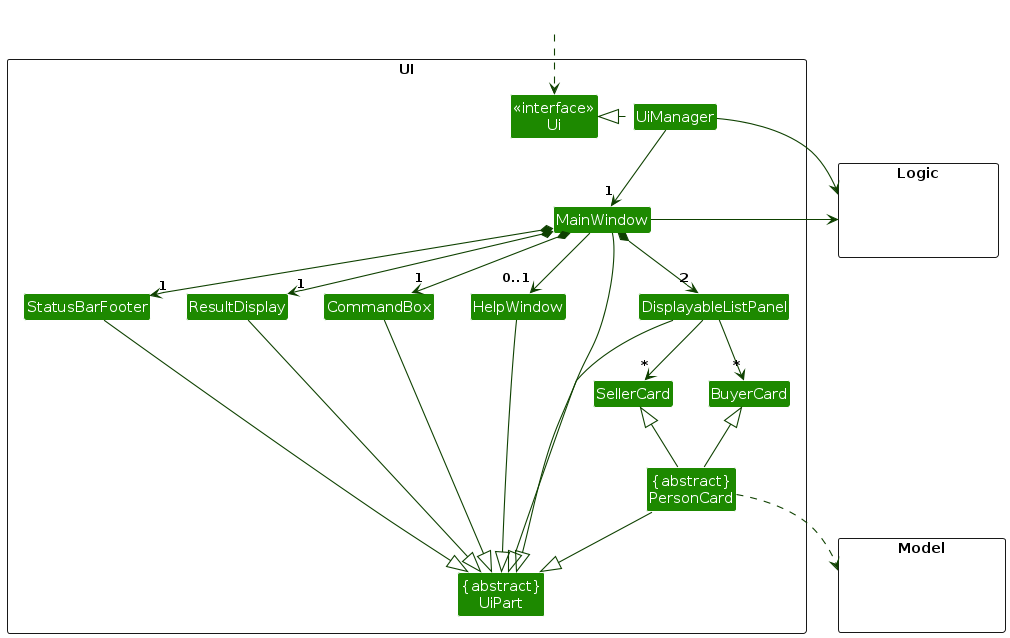 UI
«interface»
Ui
UiManager
Logic
1
MainWindow
1
1
1
0..1
2
StatusBarFooter
ResultDisplay
CommandBox
HelpWindow
DisplayableListPanel
*
*
SellerCard
BuyerCard
{abstract}
PersonCard
Model
{abstract}
UiPart